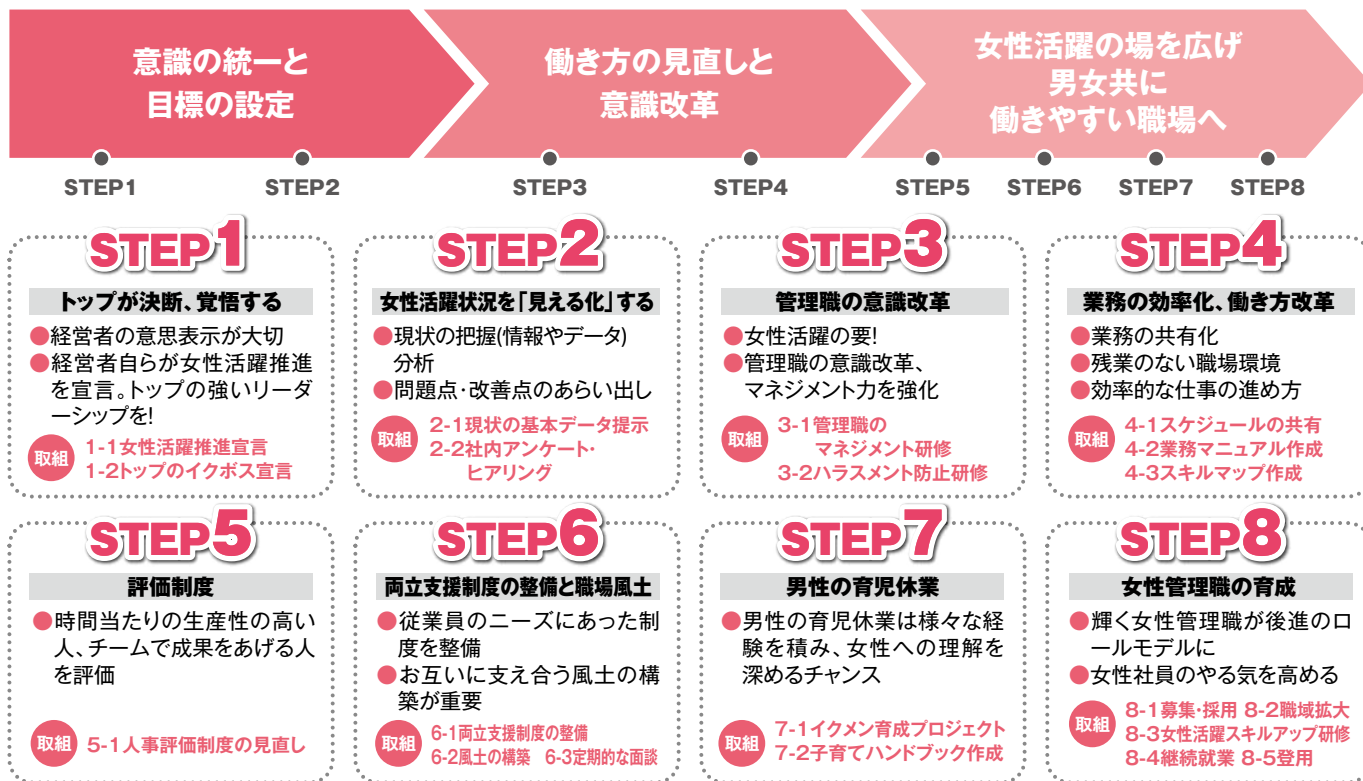 意識の統一と
目標の設定
働き方の見直しと
意識改革
女性活躍の場を広げ
男女共に
働きやすい職場へ
STEP1
STEP2
STEP3
STEP4
STEP5
STEP6
STEP7
STEP8
STEP1
トップが決断、覚悟する
●経営者の意思表示が大切
●経営者自らが女性活躍推進
を宣言。トップの強いリーダ
ーシップを!
取組
1-1女性活躍推進宣言
1-2トップのイクボス宣言
STEP2
女性活躍状況を「見える化」する
●現状の把握(情報やデータ)
分析
●問題点・改善点のあらい出し
取組
2-1現状の基本データ提示
2-2社内アンケート・
ヒアリング
STEP3
管理職の意識改革
●女性活躍の要!
●管理職の意識改革、
マネジメント力を強化
取組
3-1管理職の
マネジメント研修
3-2ハラスメント防止研修
STEP4
業務の効率化、働き方改革
●業務の共有化
●残業のない職場環境
●効率的な仕事の進め方
取組
4-1スケジュールの共有
4-2業務マニュアル作成
4-3スキルマップ作成
STEP5
評価制度
●時間当たりの生産性の高い
人、チームで成果をあげる人
を評価
取組
5-1人事評価制度の見直し
STEP6
両立支援制度の整備と職場風土
●従業員のニーズにあった制
度を整備
●お互いに支え合う風土の構
築が重要
取組
6-1両立支援制度の整備
6-2風土の構築 6-3定期的な面談
STEP7
男性の育児休業
●男性の育児休業は様々な経
験を積み、女性への理解を
深めるチャンス
取組
7-1イクメン育成プロジェクト
7-2子育てハンドブック作成
STEP8
女性管理職の育成
●輝く女性管理職が後進のロ
ールモデルに
●女性社員のやる気を高める
取組
8-1募集・採用 8-2職域拡大
8-3女性活躍スキルアップ研修
8-4継続就業 8-5登用